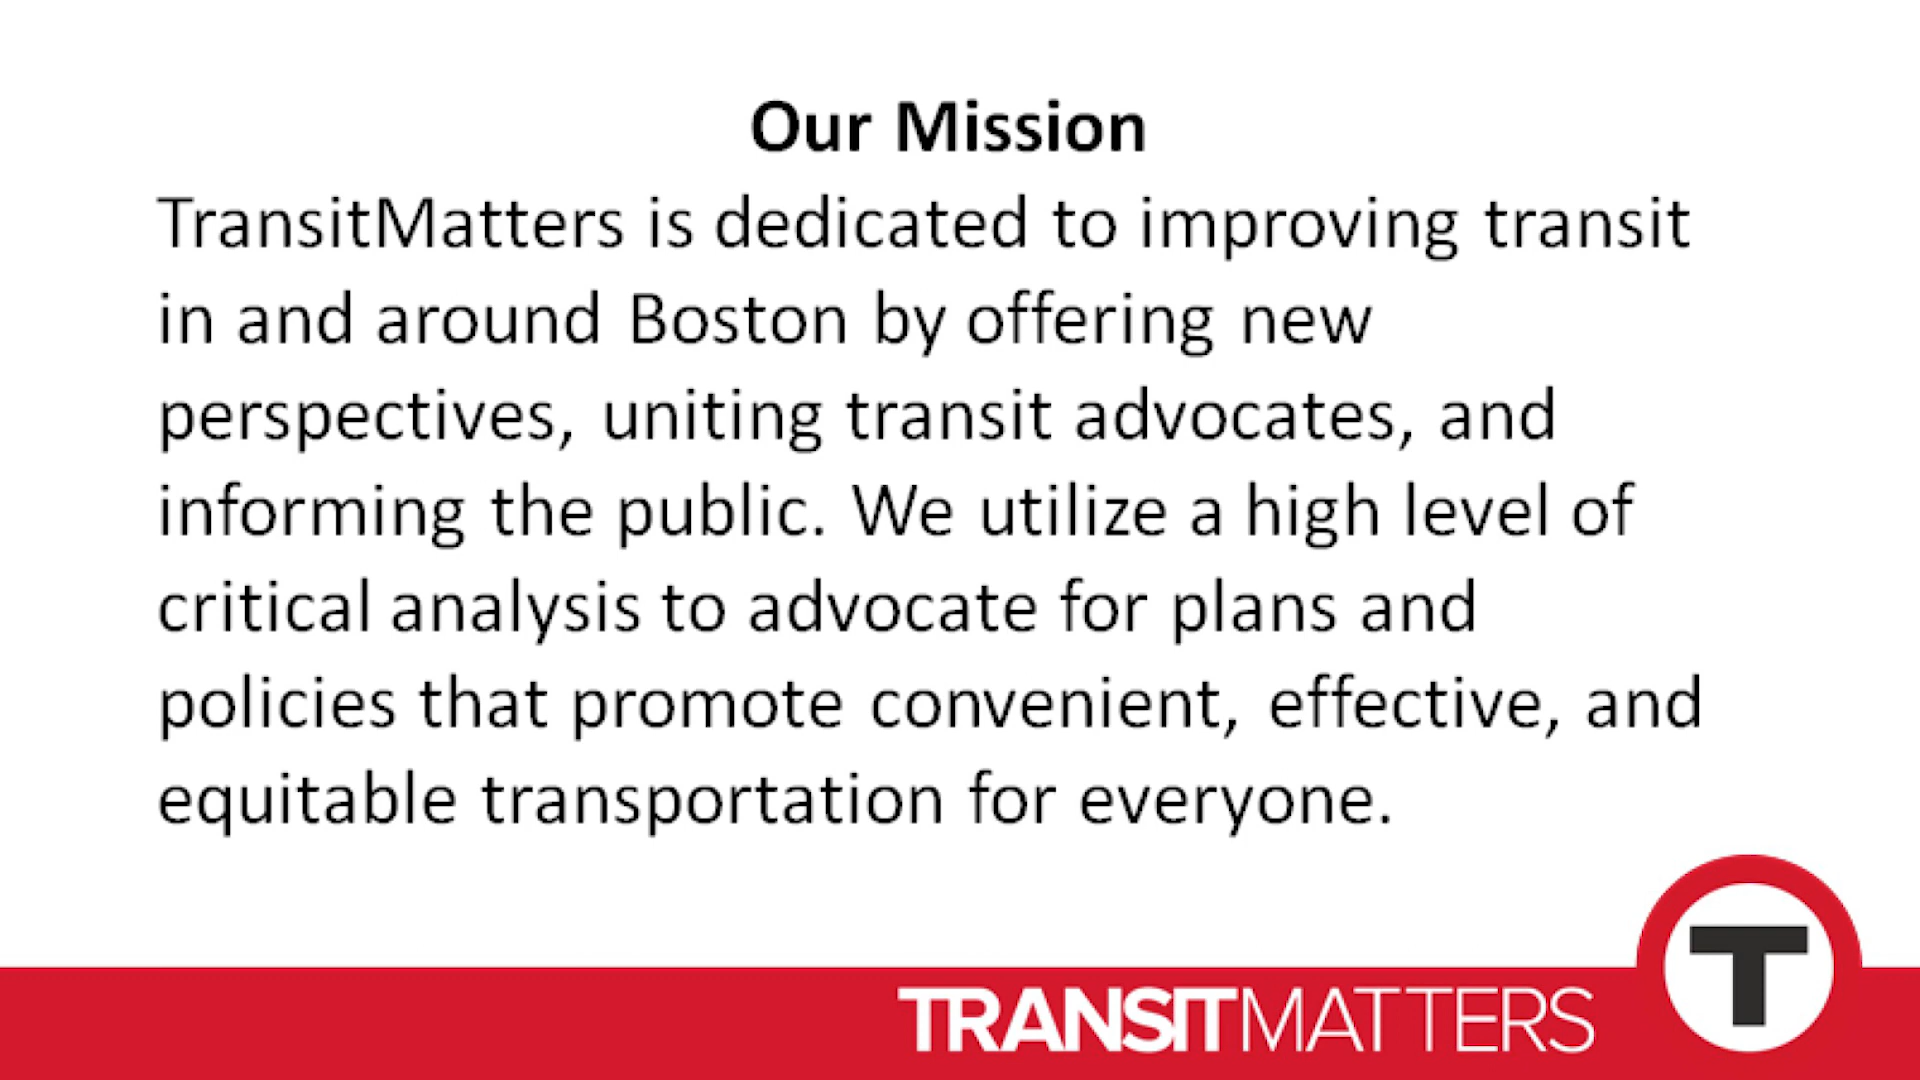 Our Mission
TransitMatters is dedicated to improving transit
in and around Boston by offering new
perspectives, uniting transit advocates, and
informing the public. We utilize a high level of
critical analysis to advocate for plans and
policies that promote convenient, effective, and
equitable transportation for everyone.
TRANSITMATTERS
T